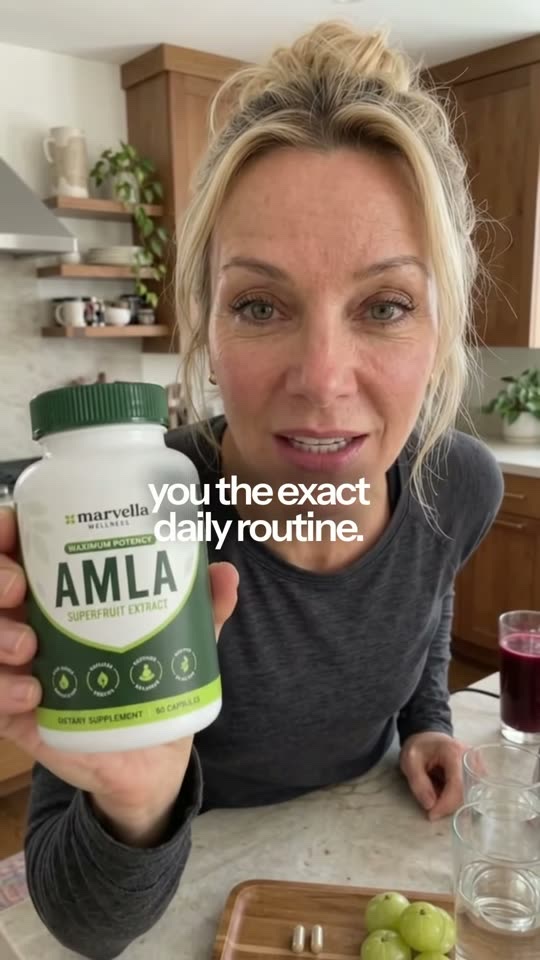 you the exact
daily routine.
marvella
WELLNESS
MAXIMUM POTENCY
AMLA
SUPERFRUIT EXTRACT
DIETARY SUPPLEMENT
60 CAPSULES